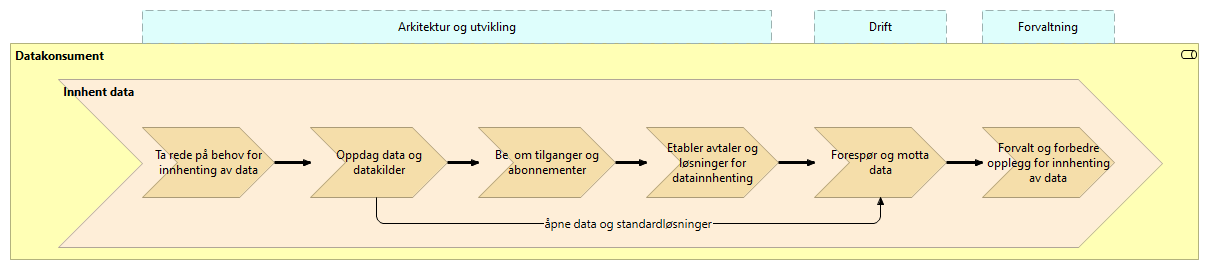 Arkitektur og utvikling
Drift
Forvaltning
Datakonsument
Innhent data
Ta rede på behov for
innhenting av data
Oppdag data og
datakilder
Be om tilganger og
abonnementer
Etabler avtaler og
løsninger for
datainnhenting
Forespør og motta
data
Forvalt og forbedre
opplegg for innhenting
av data
åpne data og standardløsninger